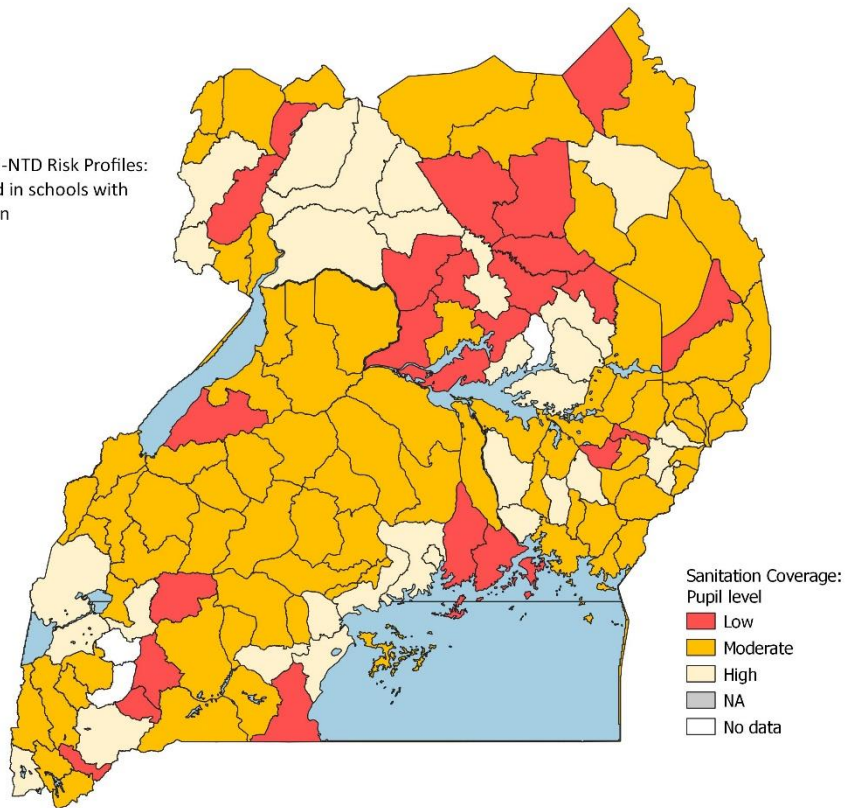 -NTD Risk Profiles:
d in schools with
n
Sanitation Coverage:
Pupil level
Low
Moderate
High
NA
No data